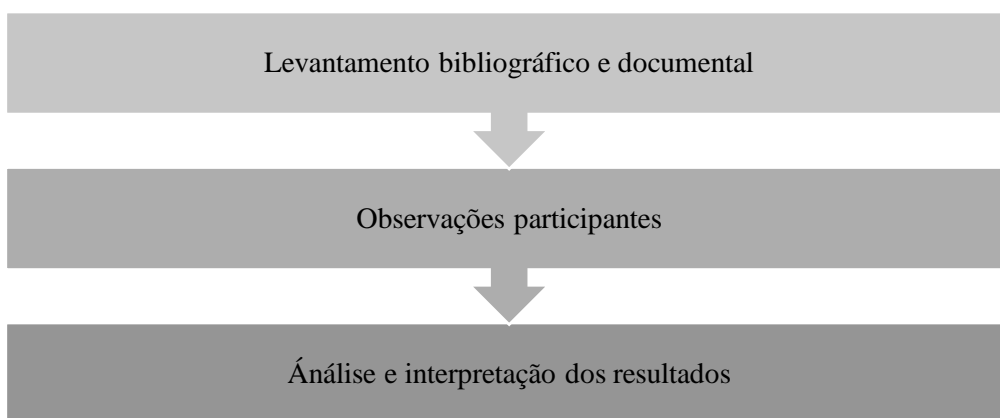 Levantamento bibliográfico e documental
Observações participantes
Ánálise e interpretação dos resultados